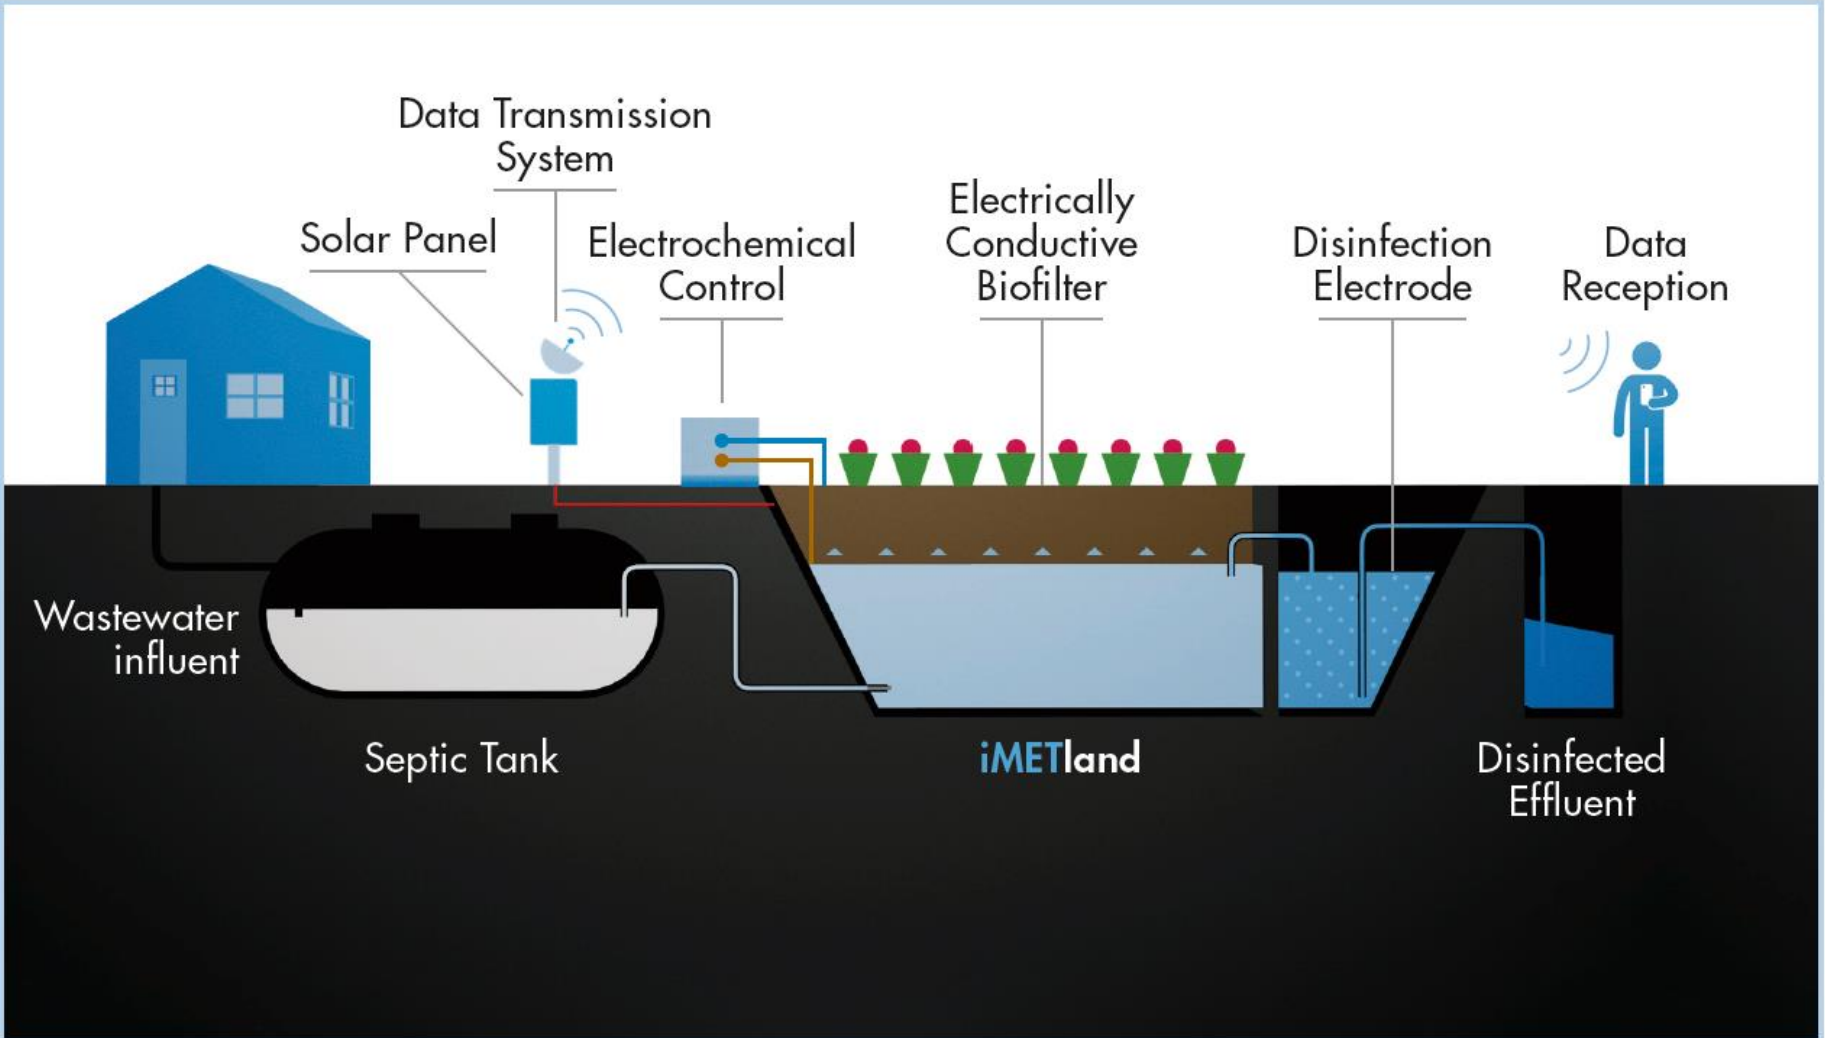 Data Transmission
System
Solar Panel
Electrochemical
Control
Electrically
Conductive
Biofilter
Disinfection
Electrode
Data
Reception
Wastewater
influent
Septic Tank
iMETland
Disinfected
Effluent